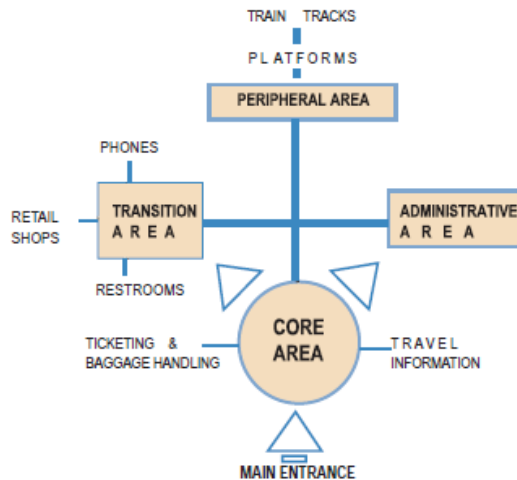 TRAIN TRACKS
PLATFORMS
PERIPHERAL AREA
PHONES
RETAIL
SHOPS
TRANSITION
AREA
ADMINISTRATIVE
AREA
RESTROOMS
CORE
AREA
TICKETING &
BAGGAGE HANDLING
TRAVEL
INFORMATION
MAIN ENTRANCE